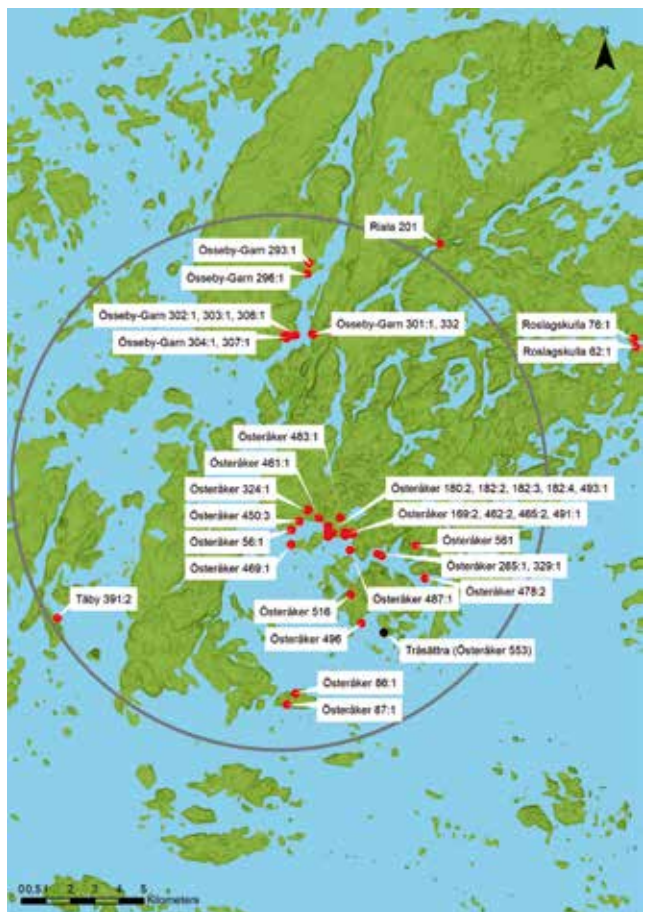 N
Riala 201
Össeby-Garn 293:1
Össeby-Garn 296:1
Össeby-Garn 302:1, 303:1, 306:1
Össeby-Garn 301:1, 332
Össeby-Garn 304:1, 307:1
Roslagskulla 76:1
Roslagskulla 62:1
Österåker 483:1
Österåker 461:1
Österåker 324:1
Österåker 180:2, 182:2, 182:3, 182:4, 493:1
Österåker 450:3
Österåker 169:2, 462:2, 465:2, 491:1
Österåker 56:1
Österåker 561
Österåker 469:1
Österåker 265:1, 329:1
Österåker 478:2
Täby 391:2
Österåker 516
Österåker 487:1
Österåker 496
Tråsättra (Österåker 553)
Österåker 86:1
Österåker 87:1
0 0.5 1 2 3 4 5
Kilometers